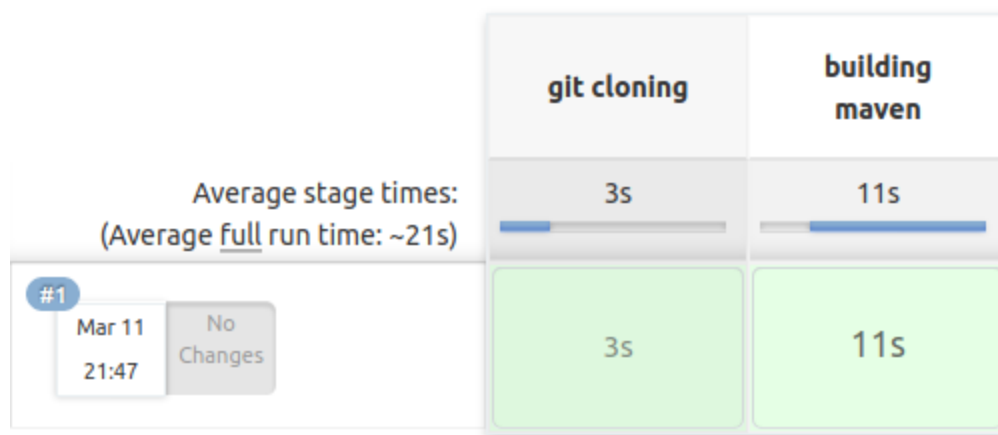 git cloning
building
maven
Average stage times:
3s
11s
(Average full run time: ~21s)
#1
Mar 11
No
Changes
21:47
3s
11s